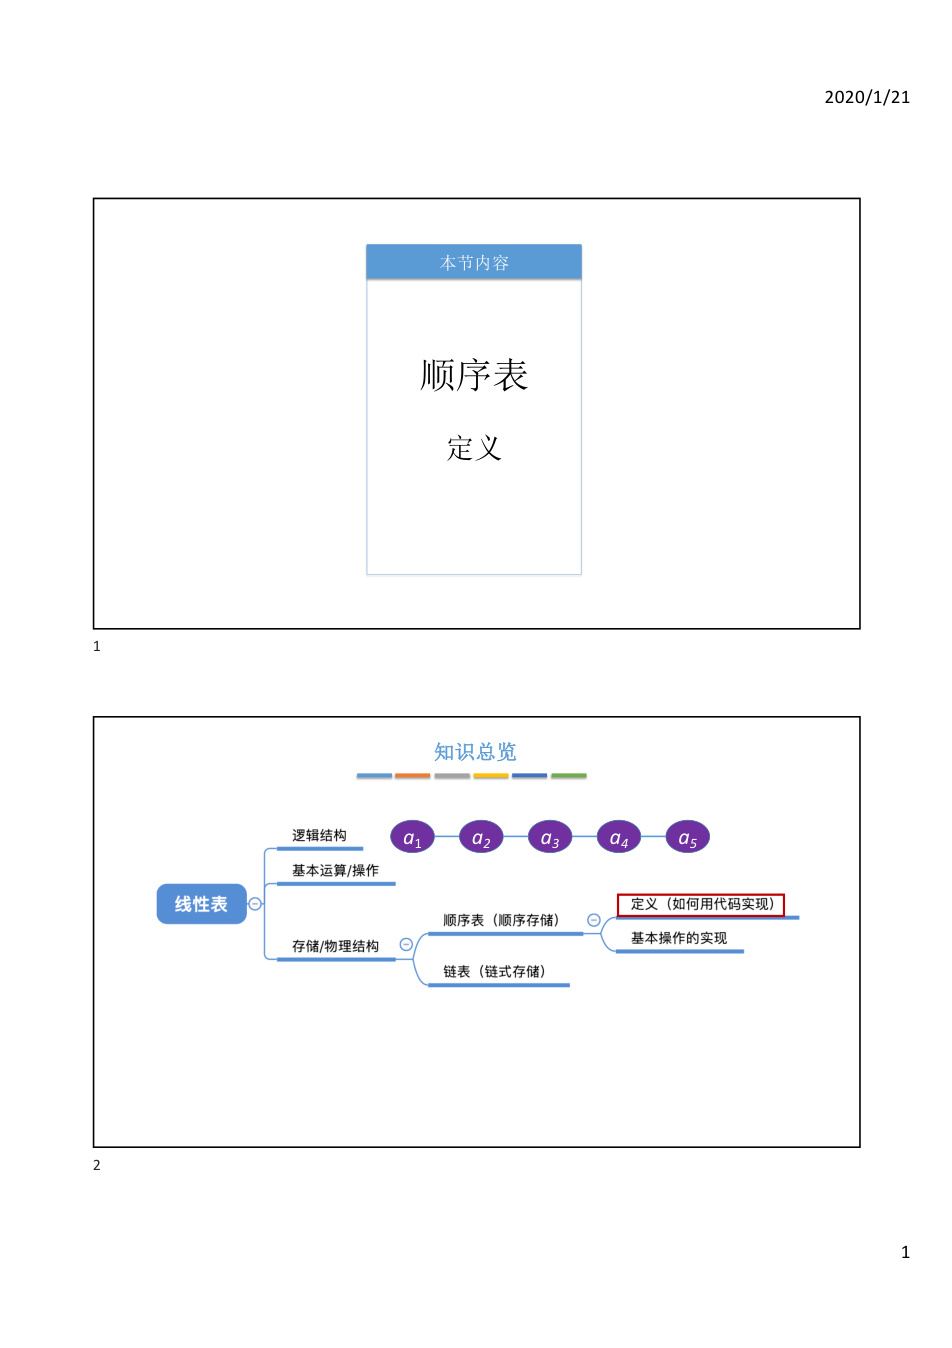 2020/1/21
本节内容
顺序表
定义
1
知识总览
逻辑结构
a1 a2 a3 a4 a5
基本运算/操作
线性表
定义（如何用代码实现）
顺序表（顺序存储）
基本操作的实现
存储/物理结构
链表（链式存储）
2
1